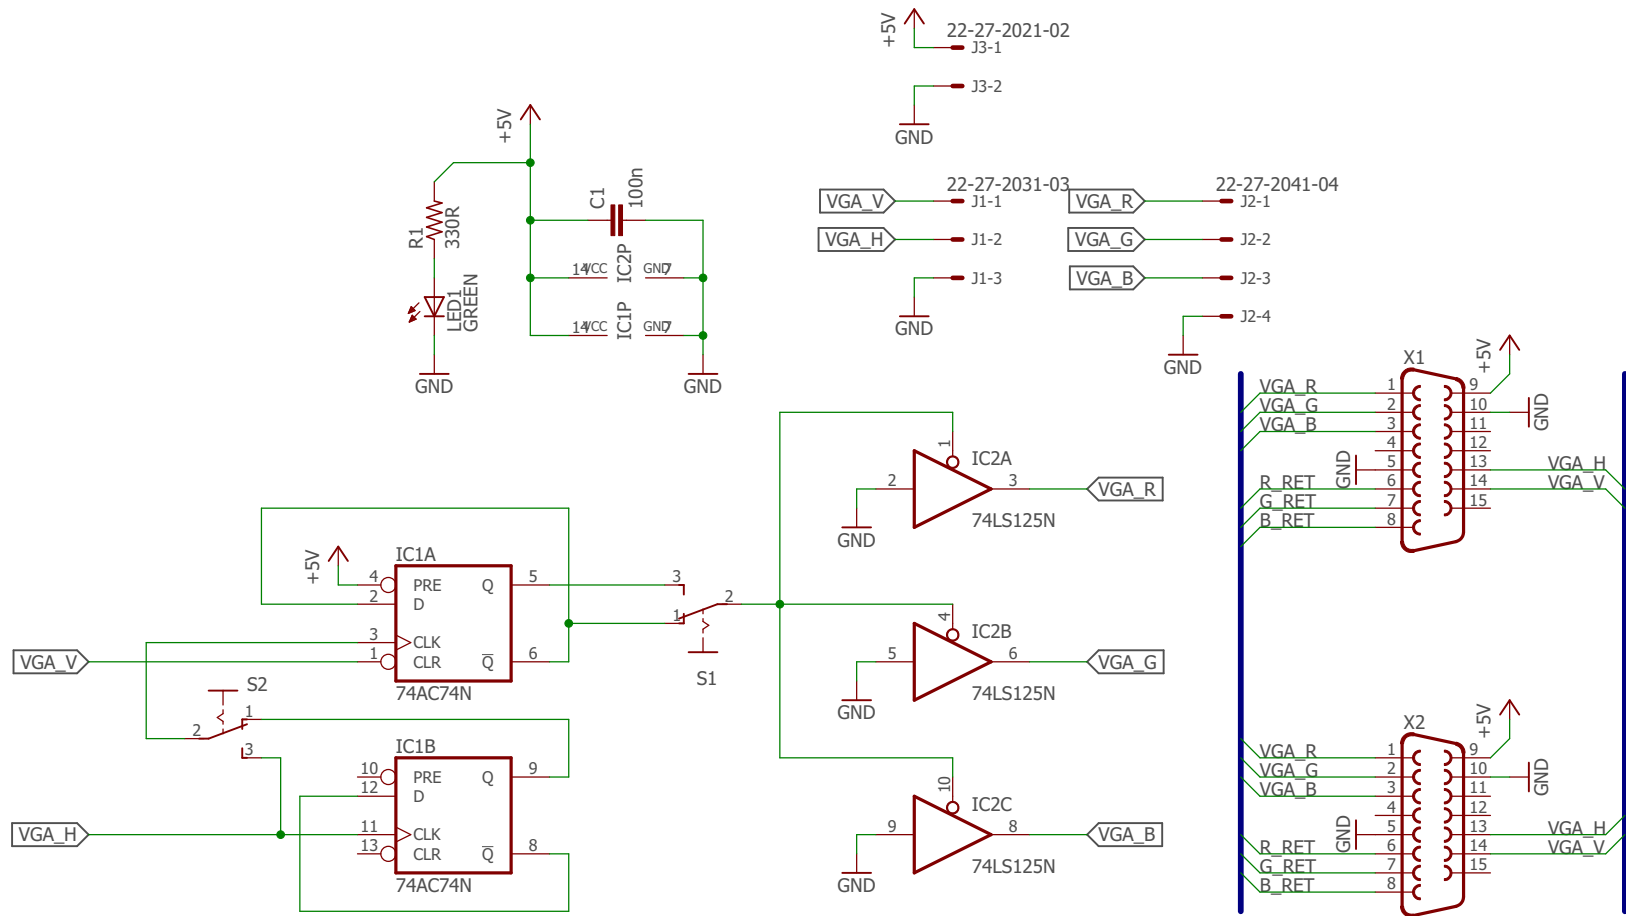 +5V
22-27-2021-02
J3-1
J3-2
GND
+5V
R1
330R
LED1
GREEN
GND
C1
100n
14
VCC
IC2P
GND
7
14
VCC
IC1P
GND
7
GND
22-27-2031-03
VGA_V
J1-1
VGA_H
J1-2
J1-3
GND
22-27-2041-04
VGA_R
J2-1
VGA_G
J2-2
VGA_B
J2-3
J2-4
GND
+5V
IC1A
4
PRE
Q
5
2
D
3
CLK
1
CLR
Q
6
74AC74N
VGA_V
S2
1
2
3
VGA_H
IC1B
10
PRE
Q
9
12
D
11
CLK
13
CLR
Q
8
74AC74N
3
1
2
S1
1
IC2A
2
3
VGA_R
74LS125N
GND
4
IC2B
5
6
VGA_G
74LS125N
GND
10
IC2C
9
8
VGA_B
74LS125N
GND
X1
+5V
VGA_R
1
9
VGA_G
2
10
GND
VGA_B
3
11
4
12
GND
5
13
VGA_H
R_RET
6
14
VGA_V
G_RET
7
15
B_RET
8
X2
+5V
VGA_R
1
9
VGA_G
2
10
GND
VGA_B
3
11
4
12
GND
5
13
VGA_H
R_RET
6
14
VGA_V
G_RET
7
15
B_RET
8